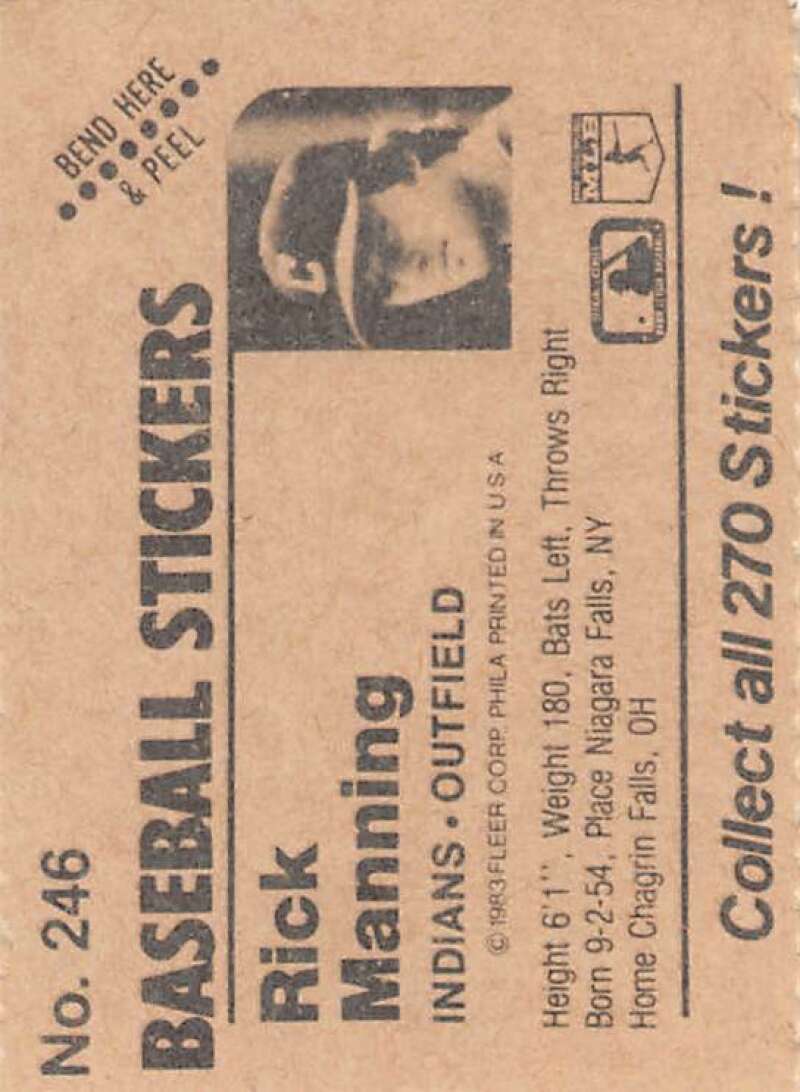 No. 246
BEND HERE
& PEEL
BASEBALL STICKERS
Rick
Manning
INDIANS • OUTFIELD
© 1983 FLEER CORP. PHILA PRINTED IN U S A
Height 6'1'', Weight 180, Bats Left, Throws Right
Born 9-2-54, Place Niagara Falls, NY
Home Chagrin Falls, OH
C
MLB
Collect all 270 Stickers!